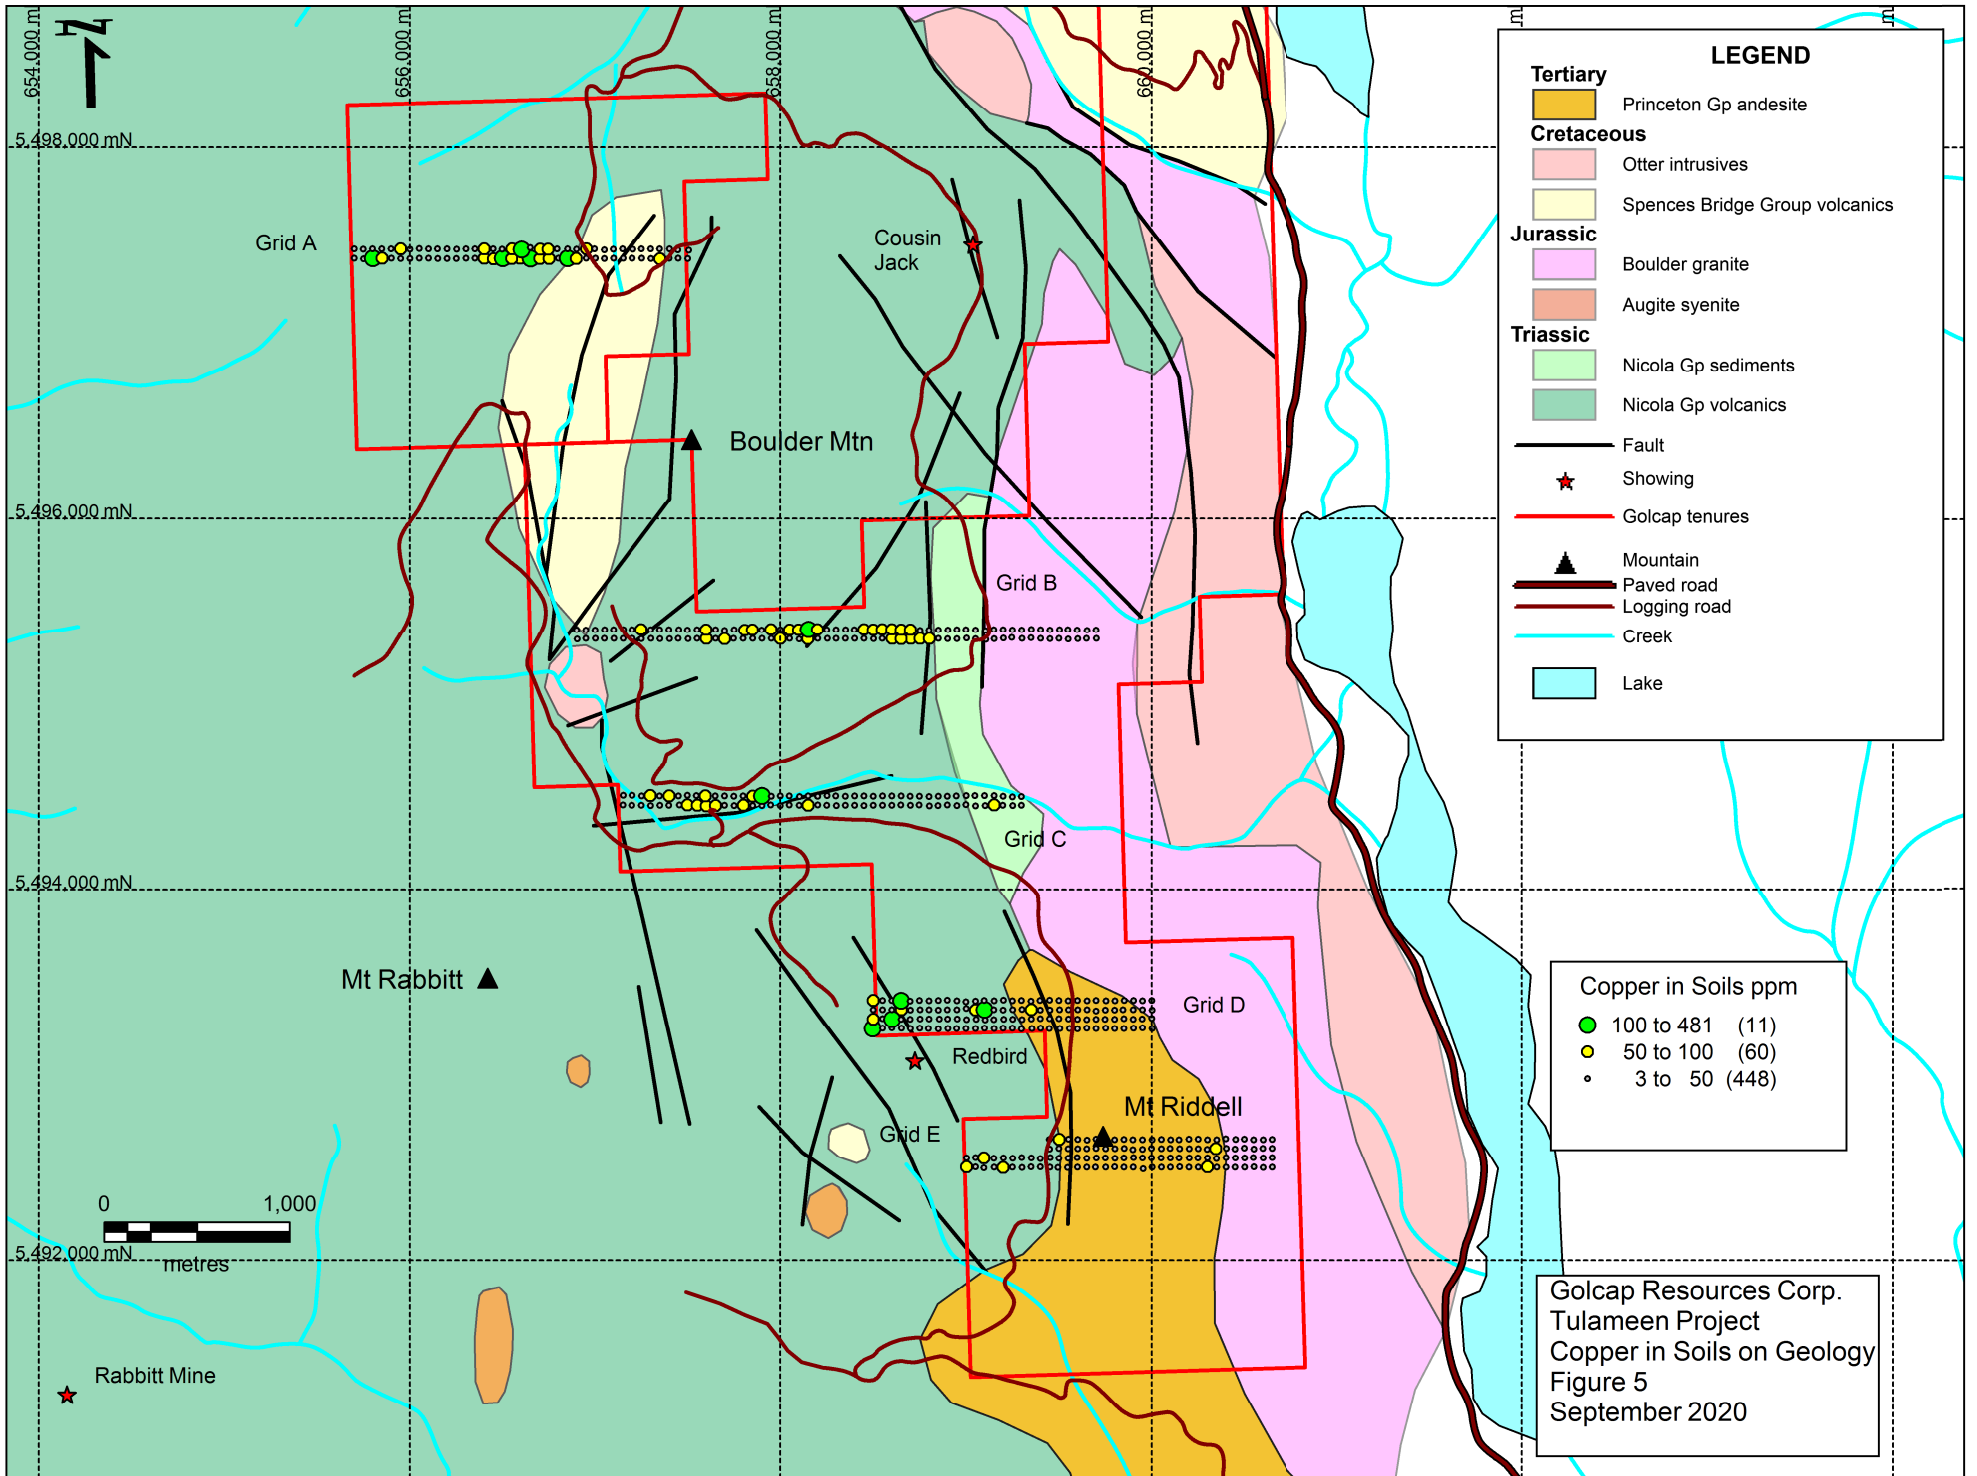 654,000 m
656,000 m
658,000 m
660,000 m
m
m
N
5,498,000 mN
Grid A
Cousin
Jack
Boulder Mtn
5,496,000 mN
Grid B
Grid C
5,494,000 mN
Mt Rabbitt
Grid D
Redbird
Mt Riddell
Grid E
0 1,000
metres
5,492,000 mN
Rabbitt Mine
LEGEND
Tertiary
Princeton Gp andesite
Cretaceous
Otter intrusives
Spences Bridge Group volcanics
Jurassic
Boulder granite
Augite syenite
Triassic
Nicola Gp sediments
Nicola Gp volcanics
Fault
Showing
Golcap tenures
Mountain
Paved road
Logging road
Creek
Lake
Copper in Soils ppm
100 to 481 (11)
50 to 100 (60)
3 to 50 (448)
Golcap Resources Corp.
Tulameen Project
Copper in Soils on Geology
Figure 5
September 2020